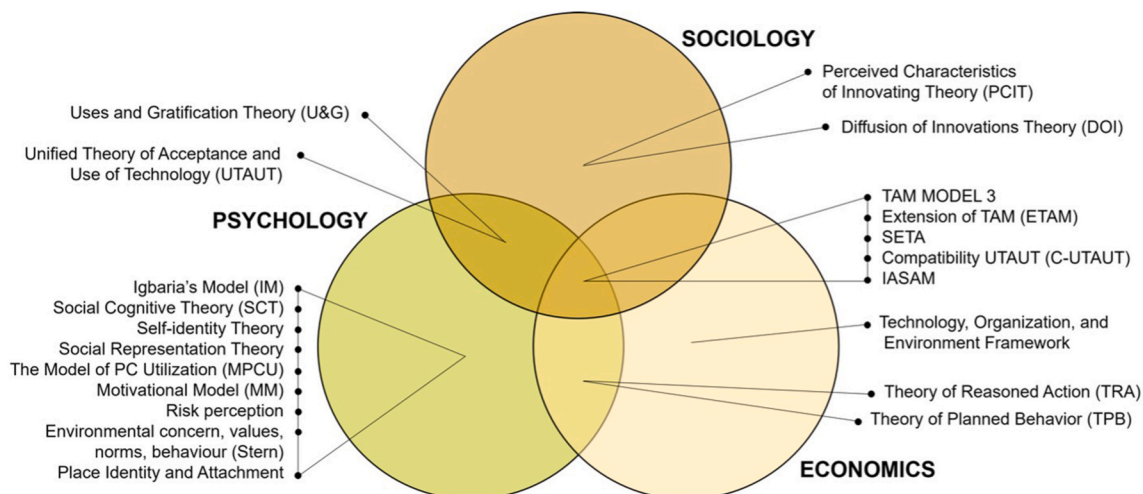 SOCIOLOGY
Perceived Characteristics
of Innovating Theory (PCIT)
Diffusion of Innovations Theory (DOI)
Uses and Gratification Theory (U&G)
Unified Theory of Acceptance and
Use of Technology (UTAUT)
PSYCHOLOGY
TAM MODEL 3
Extension of TAM (ETAM)
SETA
Compatibility UTAUT (C-UTAUT)
IASAM
Igbaria's Model (IM)
Social Cognitive Theory (SCT)
Self-identity Theory
Social Representation Theory
The Model of PC Utilization (MPCU)
Motivational Model (MM)
Risk perception
Environmental concern, values,
norms, behaviour (Stern)
Place Identity and Attachment
Technology, Organization, and
Environment Framework
Theory of Reasoned Action (TRA)
Theory of Planned Behavior (TPB)
ECONOMICS